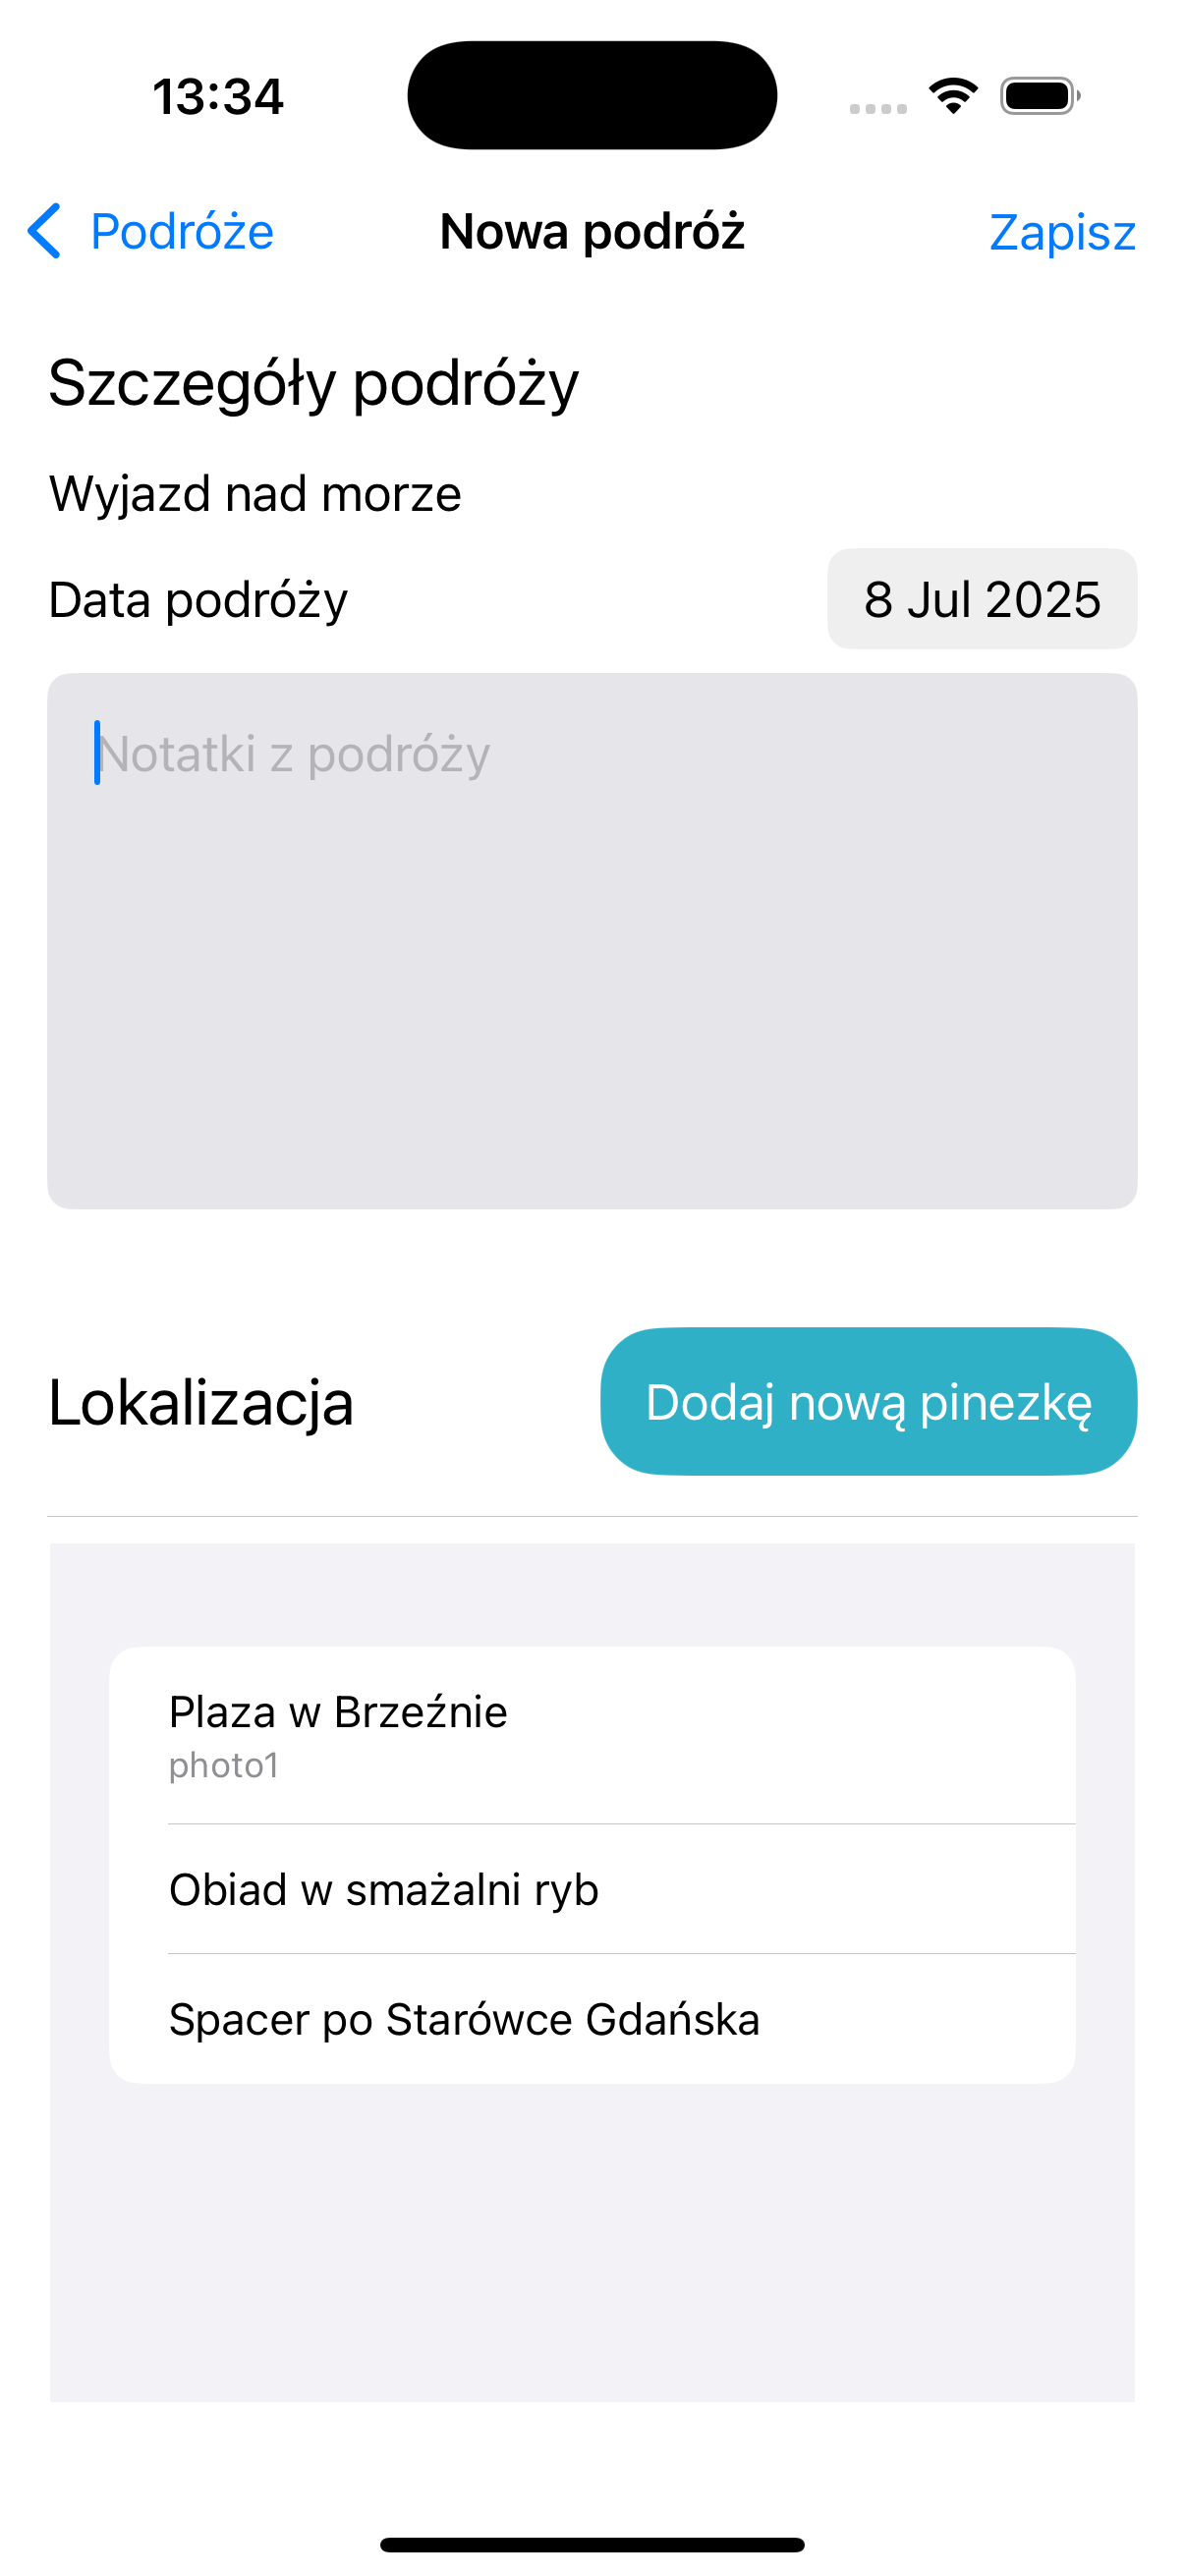 13:34
Podróże
Nowa podróż
Zapisz
Szczegóły podróży
Wyjazd nad morze
Data podróży
8 Jul 2025
Notatki z podróży
Lokalizacja
Dodaj nową pinezkę
Plaza w Brzeźnie
photo1
Obiad w smażalni ryb
Spacer po Starówce Gdańska